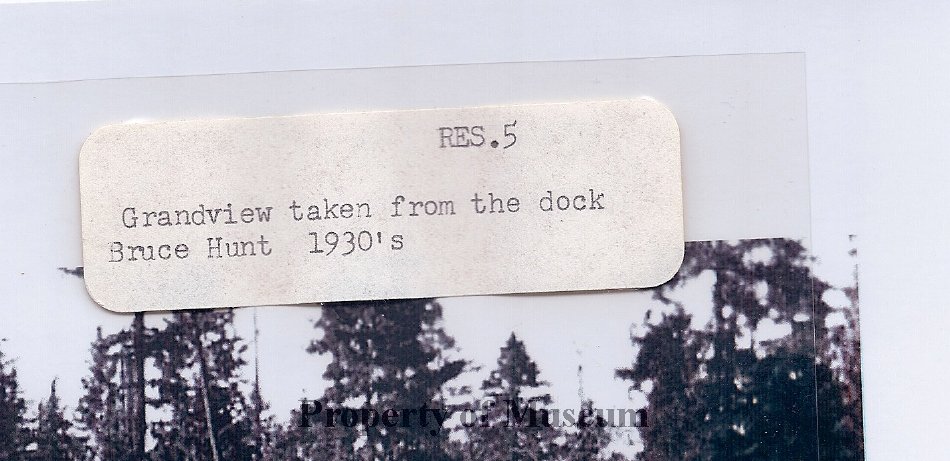 RES.5
Grandview taken from the dock
Bruce Hunt 1930's
Property of Museum